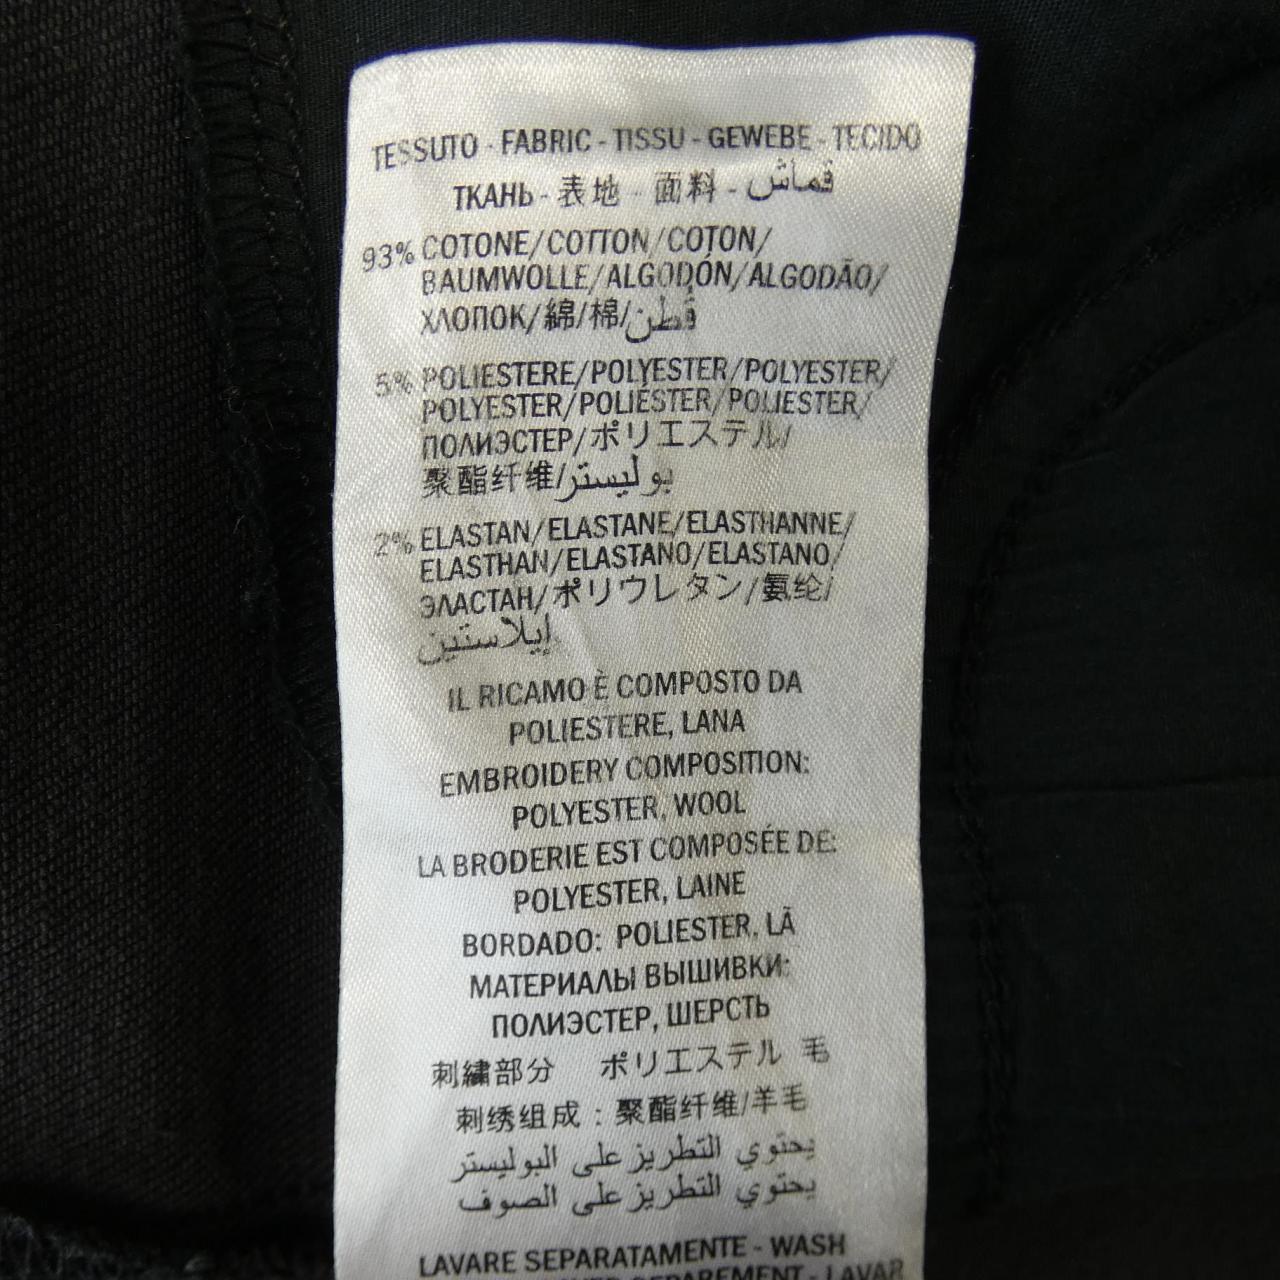 TESSUTO - FABRIC - TISSU - GEWEBE - TECIDO
ТКАНЬ - 表地 - 面料 - قماش
93% COTONE/COTTON/COTON/
BAUMWOLLE/ALGODÓN/ALGODÃO/
ХЛОПОК/綿/棉/قطن
5% POLIESTERE/POLYESTER/POLYESTER/
POLYESTER/POLIÉSTER/POLIESTER/
ПОЛИЭСТЕР/ポリエステル/
聚酯纤维/بوليستر
2% ELASTAN/ELASTANE/ELASTHANNE/
ELASTHAN/ELASTANO/ELASTANO/
ЭЛАСТАН/ポリウレタン/氨纶/
إيلاستين
IL RICAMO È COMPOSTO DA
POLIESTERE, LANA
EMBROIDERY COMPOSITION:
POLYESTER, WOOL
LA BRODERIE EST COMPOSÉE DE:
POLYESTER, LAINE
BORDADO: POLIESTER, LÃ
МАТЕРИАЛЫ ВЫШИВКИ:
ПОЛИЭСТЕР, ШЕРСТЬ
刺繍部分 ポリエステル 毛
刺绣组成：聚酯纤维/羊毛
يحتوي التطريز على البوليستر
يحتوي التطريز على الصوف
LAVARE SEPARATAMENTE - WASH
LAVAR